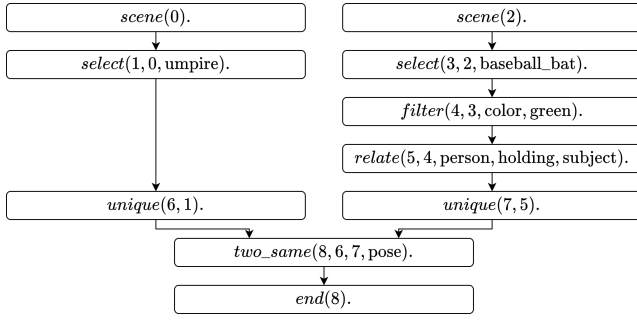 scene(0). scene(2).
select(1, 0, umpire). select(3, 2, baseball_bat).
filter(4, 3, color, green).
relate(5, 4, person, holding, subject).
unique(6, 1). unique(7, 5).
two_same(8, 6, 7, pose).
end(8).